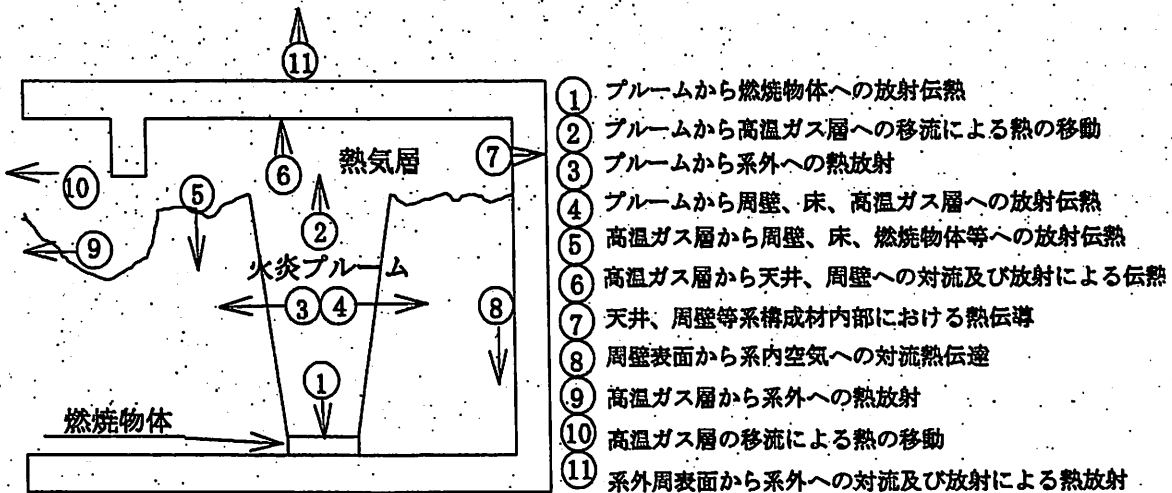 ⑪
① プルームから燃焼物体への放射伝熱
② プルームから高温ガス層への移流による熱の移動
③ プルームから系外への熱放射
④ プルームから周壁、床、高温ガス層への放射伝熱
⑤ 高温ガス層から周壁、床、燃焼物体等への放射伝熱
⑥ 高温ガス層から天井、周壁への対流及び放射による伝熱
⑦ 天井、周壁等系構成材内部における熱伝導
⑧ 周壁表面から系内空気への対流熱伝達
⑨ 高温ガス層から系外への熱放射
⑩ 高温ガス層の移流による熱の移動
⑪ 系外周表面から系外への対流及び放射による熱放射
熱気層
⑦
⑥
⑩
⑤
②
⑨
火炎プルーム
③ ④
⑧
①
燃焼物体